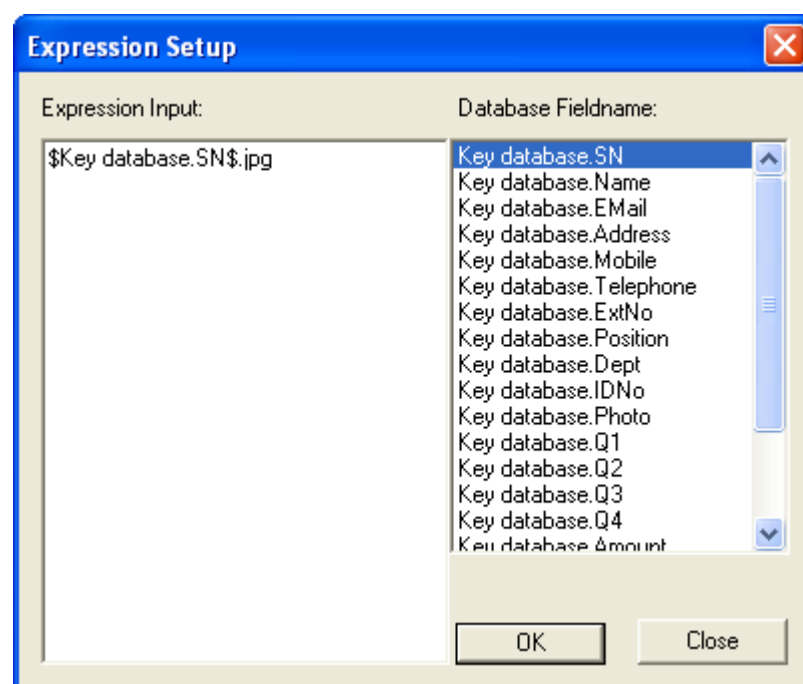 Expression Setup
Expression Input:
Database Fieldname:
$Key database.SN$.jpg
Key database.SN
Key database.Name
Key database.EMail
Key database.Address
Key database.Mobile
Key database.Telephone
Key database.ExtNo
Key database.Position
Key database.Dept
Key database.IDNo
Key database.Photo
Key database.Q1
Key database.Q2
Key database.Q3
Key database.Q4
Key database.Amount
OK
Close